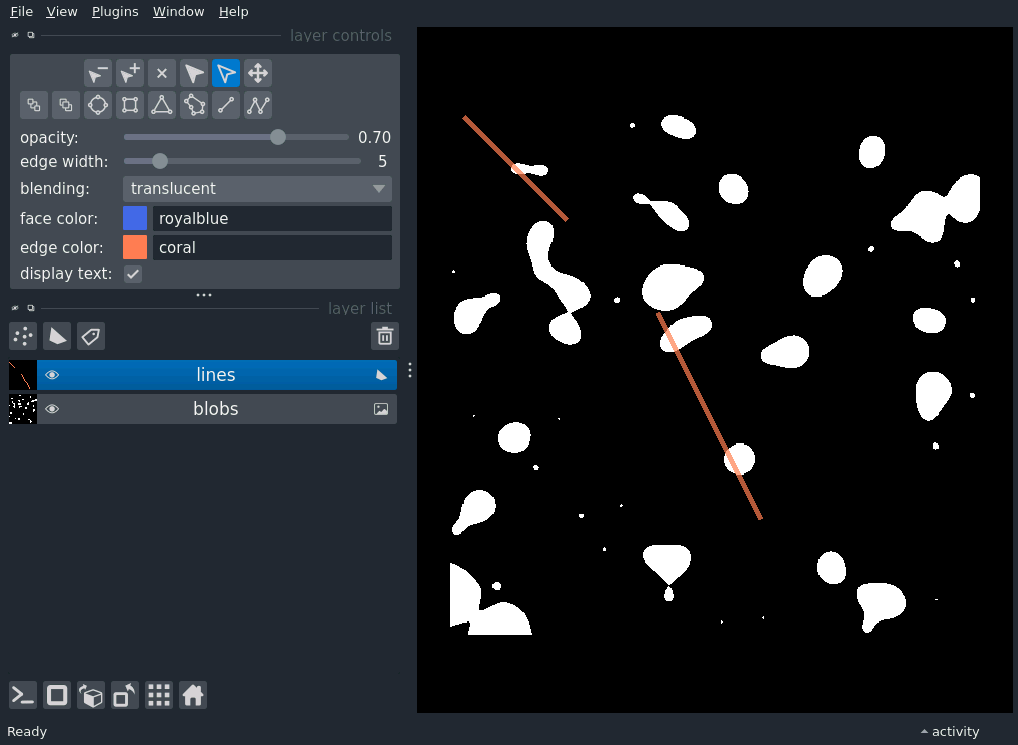 File View Plugins Window Help
layer controls
opacity: 0.70
edge width: 5
blending: translucent
face color: royalblue
edge color: coral
display text:
layer list
lines
blobs
Ready
activity